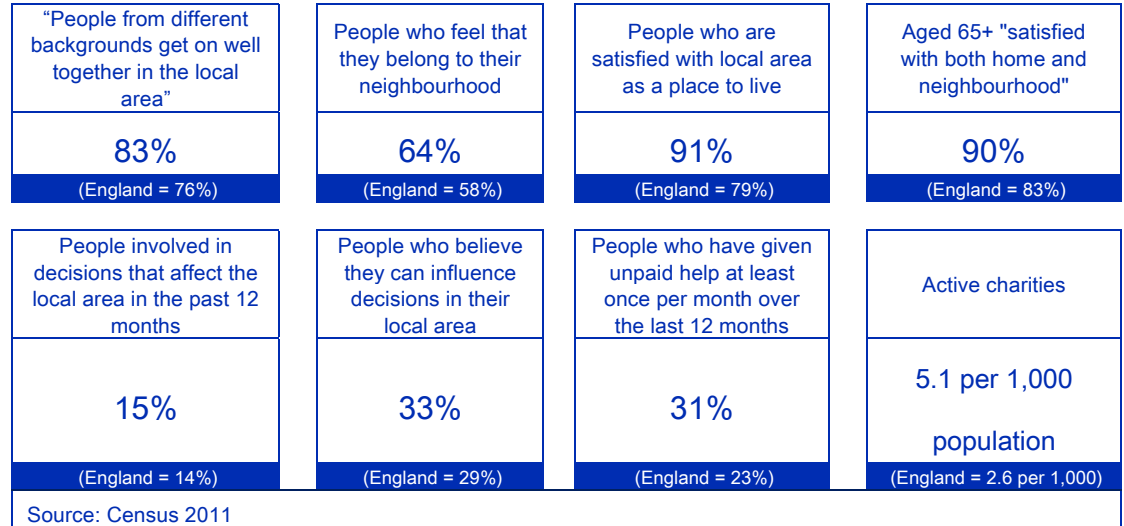 “People from different
backgrounds get on well
together in the local
area”
83%
(England = 76%)
People who feel that
they belong to their
neighbourhood
64%
(England = 58%)
People who are
satisfied with local area
as a place to live
91%
(England = 79%)
Aged 65+ "satisfied
with both home and
neighbourhood"
90%
(England = 83%)
People involved in
decisions that affect the
local area in the past 12
months
15%
(England = 14%)
People who believe
they can influence
decisions in their
local area
33%
(England = 29%)
People who have given
unpaid help at least
once per month over
the last 12 months
31%
(England = 23%)
Active charities
5.1 per 1,000
population
(England = 2.6 per 1,000)
Source: Census 2011